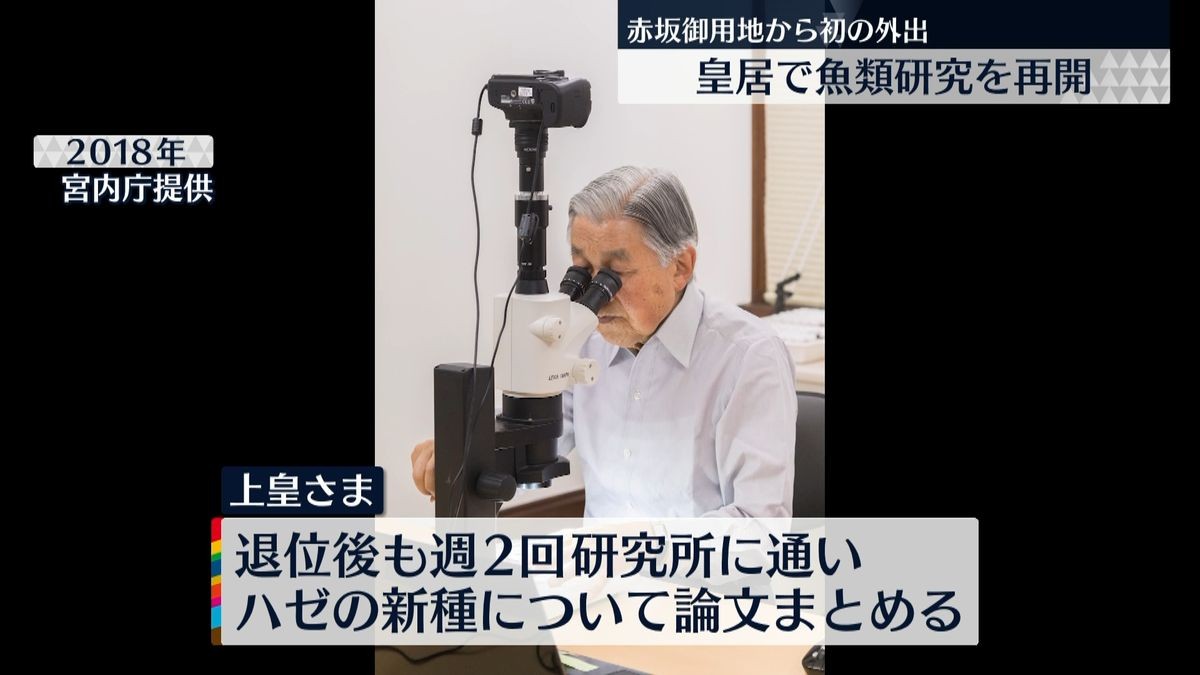 赤坂御用地から初の外出
皇居で魚類研究を再開
2018年
宮内庁提供
上皇さま
退位後も週2回研究所に通い
ハゼの新種について論文まとめる